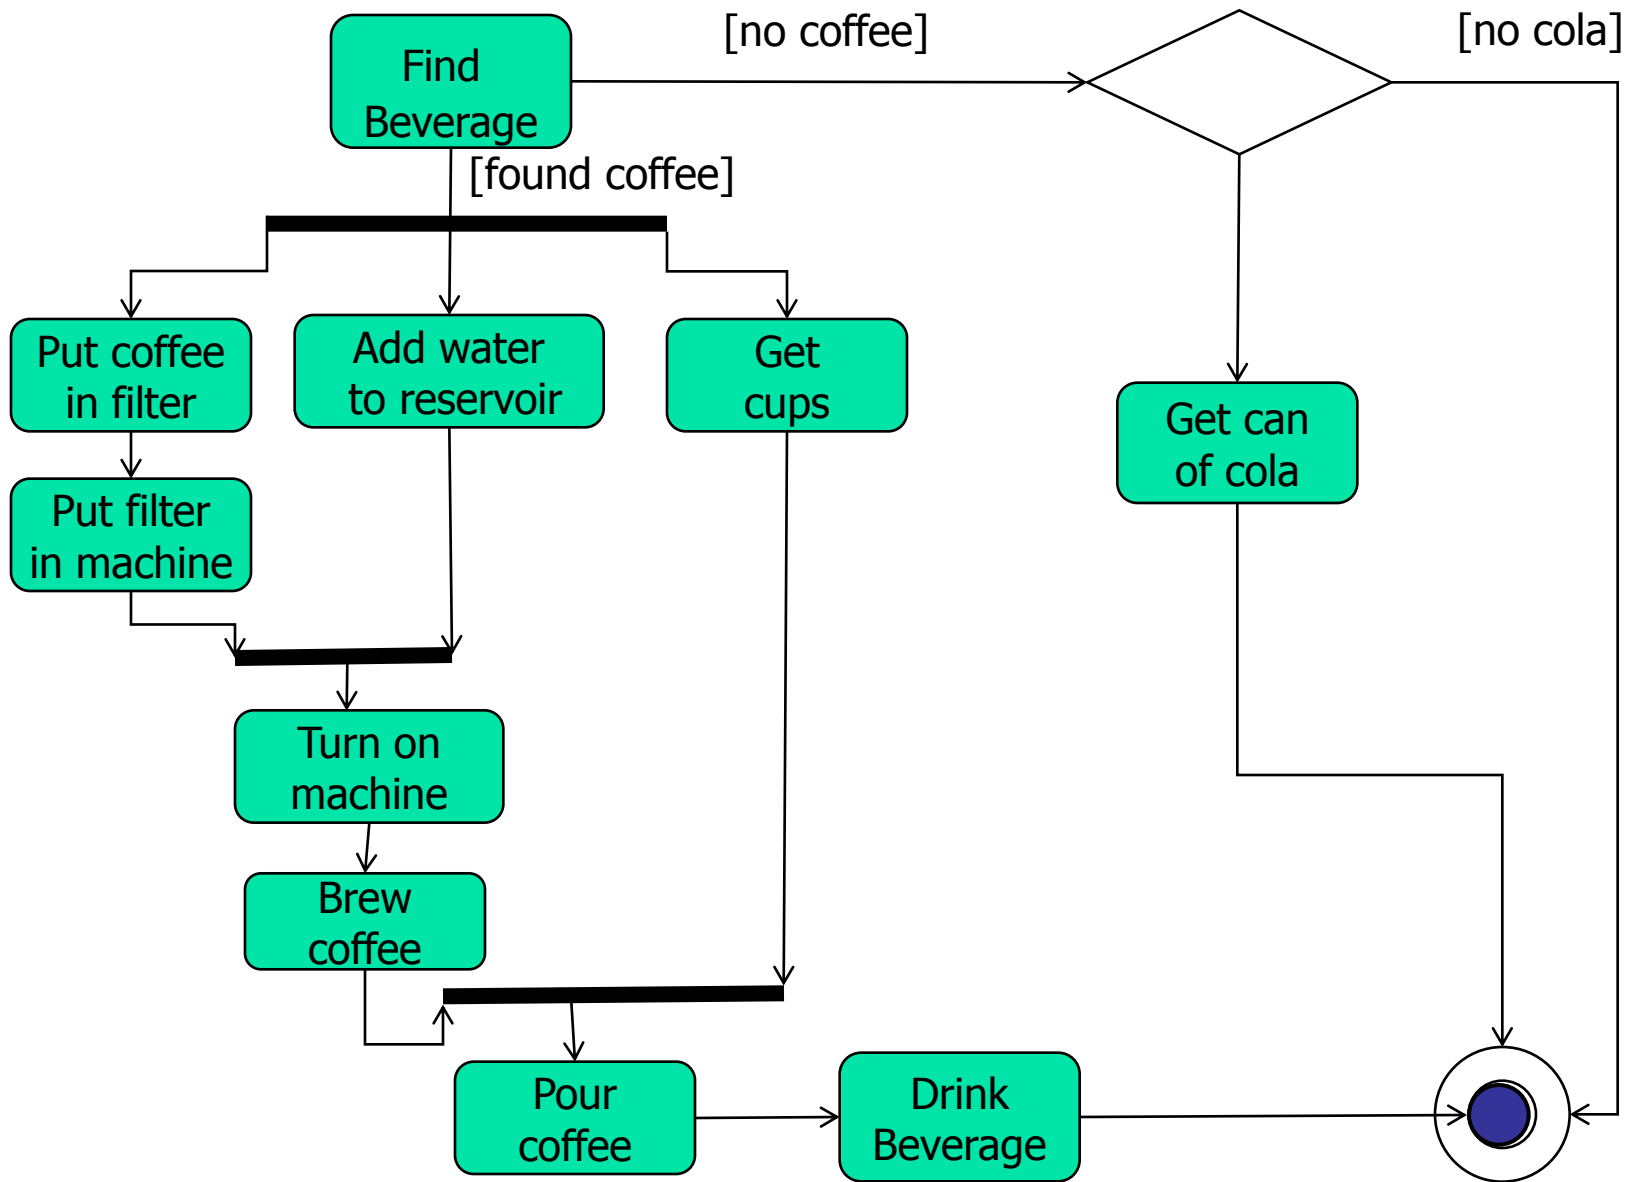 Find
Beverage
[no coffee]
[no cola]
[found coffee]
Put coffee
in filter
Add water
to reservoir
Get
cups
Get can
of cola
Put filter
in machine
Turn on
machine
Brew
coffee
Pour
coffee
Drink
Beverage